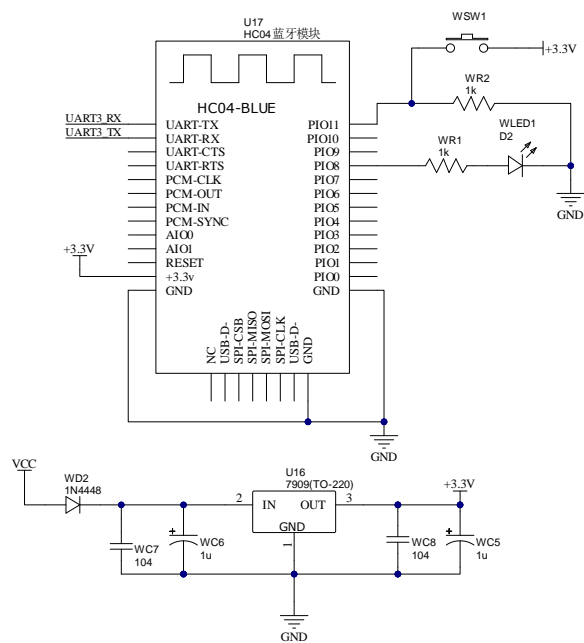 U17
HC04蓝牙模块
HC04-BLUE
UART3_RX
UART3_TX
UART-TX
UART-RX
UART-CTS
UART-RTS
PCM-CLK
PCM-OUT
PCM-IN
PCM-SYNC
AIO0
AIO1
RESET
+3.3v
GND
+3.3V
PIO11
PIO10
PIO9
PIO8
PIO7
PIO6
PIO5
PIO4
PIO3
PIO2
PIO1
PIO0
GND
NC
USB-D-
SPI-CSB
SPI-MISO
SPI-MOSI
SPI-CLK
USB-D-
GND
WSW1
+3.3V
WR2
1k
WR1
1k
WLED1
D2
GND
GND
VCC
WD2
1N4448
U16
7909(TO-220)
2
IN
OUT
3
GND
1
+3.3V
WC7
104
WC6
1u
WC8
104
WC5
1u
GND